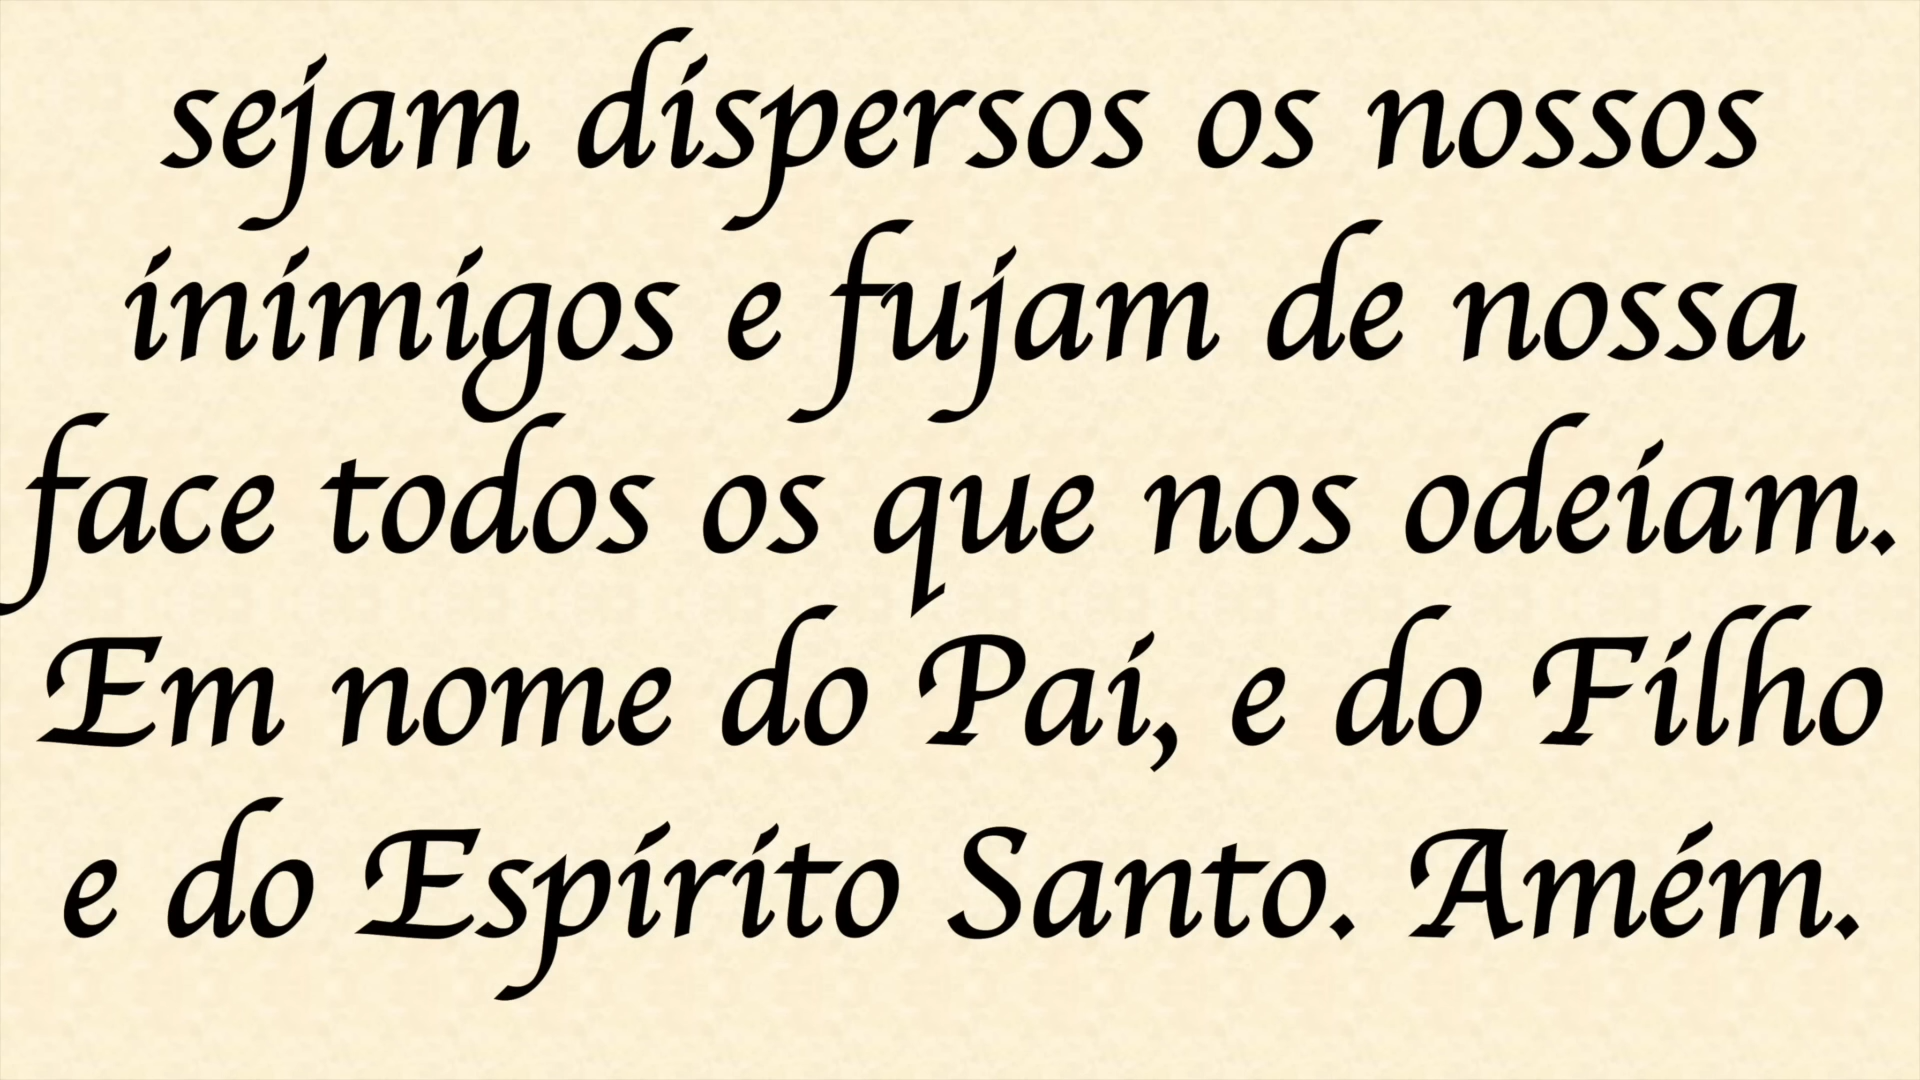 sejam dispersos os nossos
inimigos e fujam de nossa
face todos os que nos odeiam.
Em nome do Pai, e do Filho
e do Espírito Santo. Amém.